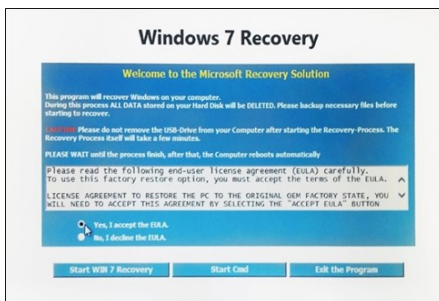 Windows 7 Recovery
Welcome to the Microsoft Recovery Solution
This program will recover Windows on your computer.
During this process ALL DATA stored on your Hard Disk will be DELETED. Please backup necessary files before
starting to recover.
Please do not remove the USB-Drive from your Computer after starting the Recovery-Process. The
Recovery Process itself will take a few minutes.
PLEASE WAIT until the process finish, after that, the Computer reboots automatically
Please read the following end-user license agreement (EULA) carefully.
To use this factory restore option, you must accept the terms of the EULA.
LICENSE AGREEMENT TO RESTORE THE PC TO THE ORIGINAL OEM FACTORY STATE, YOU
WILL NEED TO ACCEPT THIS AGREEMENT BY SELECTING THE "ACCEPT EULA" BUTTON
Yes, I accept the EULA.
No, I decline the EULA.
Start WIN 7 Recovery
Start Cmd
Exit the Program